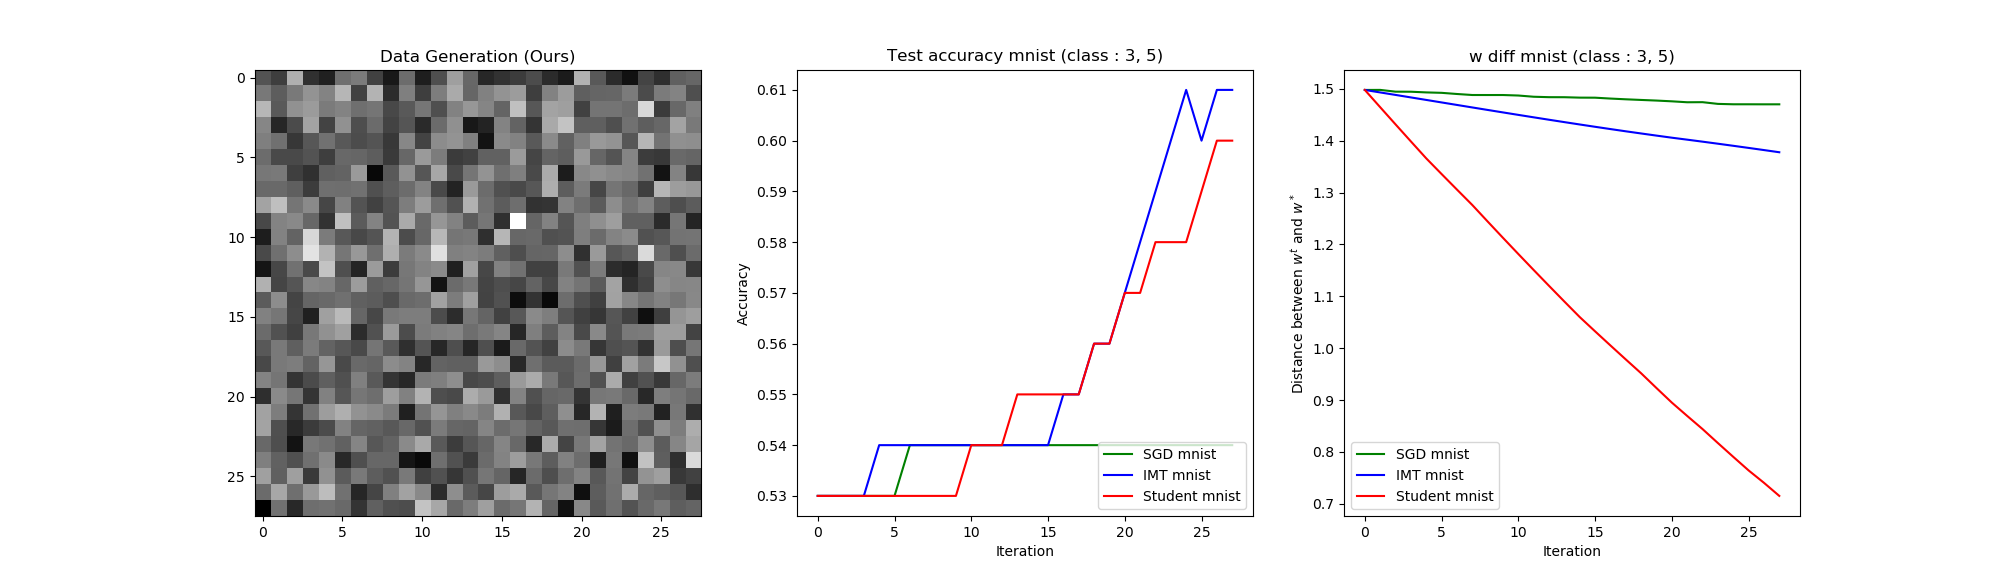 Data Generation (Ours)
0
5
10
15
20
25
0 5 10 15 20 25
Test accuracy mnist (class : 3, 5)
Accuracy
0.61
0.60
0.59
0.58
0.57
0.56
0.55
0.54
0.53
SGD mnist
IMT mnist
Student mnist
0 5 10 15 20 25
Iteration
w diff mnist (class : 3, 5)
Distance between w^t and w^*
1.5
1.4
1.3
1.2
1.1
1.0
0.9
0.8
0.7
SGD mnist
IMT mnist
Student mnist
0 5 10 15 20 25
Iteration